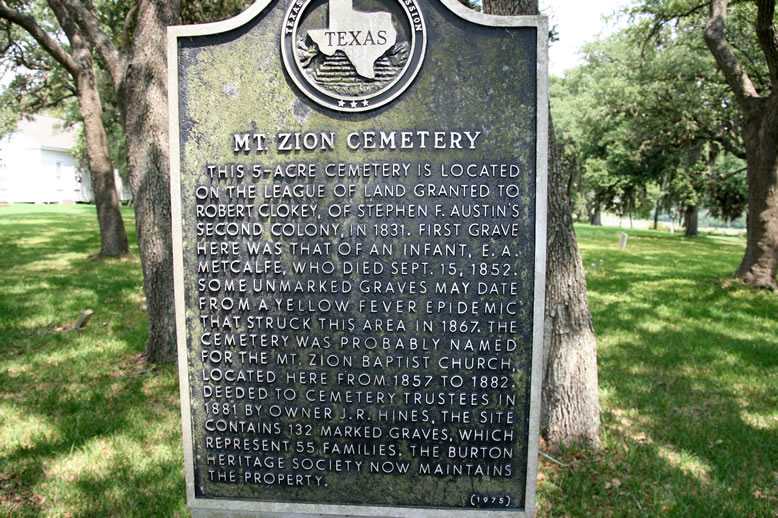 TEXAS
SSION
TEXAS
★ ★ ★
MT. ZION CEMETERY
THIS 5-ACRE CEMETERY IS LOCATED
ON THE LEAGUE OF LAND GRANTED TO
ROBERT CLOKEY, OF STEPHEN F. AUSTIN'S
SECOND COLONY, IN 1831. FIRST GRAVE
HERE WAS THAT OF AN INFANT, E. A.
METCALFE, WHO DIED SEPT. 15, 1852.
SOME UNMARKED GRAVES MAY DATE
FROM A YELLOW FEVER EPIDEMIC
THAT STRUCK THIS AREA IN 1867. THE
CEMETERY WAS PROBABLY NAMED
FOR THE MT. ZION BAPTIST CHURCH,
LOCATED HERE FROM 1857 TO 1882.
DEEDED TO CEMETERY TRUSTEES IN
1881 BY OWNER J. R. HINES, THE SITE
CONTAINS 132 MARKED GRAVES, WHICH
REPRESENT 55 FAMILIES. THE BURTON
HERITAGE SOCIETY NOW MAINTAINS
THE PROPERTY.
(1975)